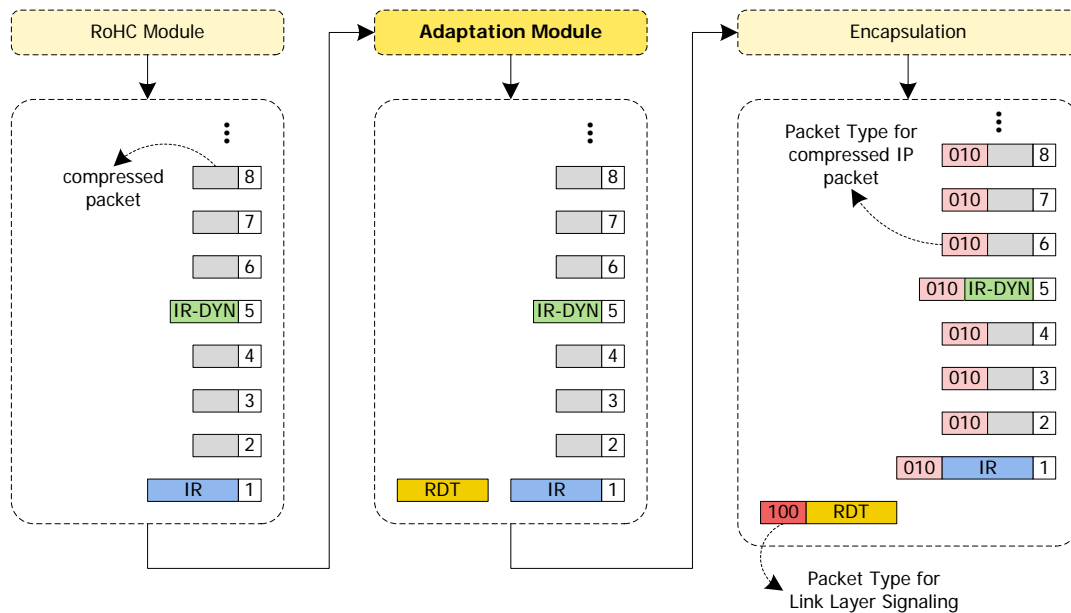 RoHC Module
⋮
compressed
packet
8
7
6
IR-DYN 5
4
3
2
IR 1
Adaptation Module
⋮
8
7
6
IR-DYN 5
4
3
2
RDT IR 1
Encapsulation
⋮
Packet Type for
compressed IP
packet
010 8
010 7
010 6
010 IR-DYN 5
010 4
010 3
010 2
010 IR 1
100 RDT
Packet Type for
Link Layer Signaling